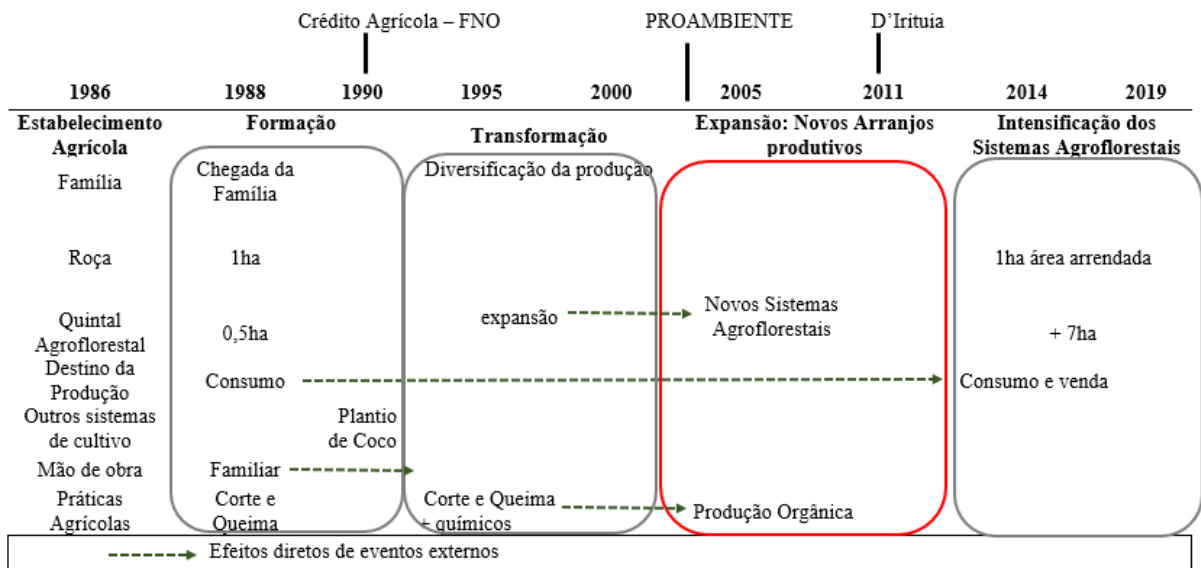 Crédito Agrícola – FNO PROAMBIENTE D’Irituia
1986 1988 1990 1995 2000 2005 2011 2014 2019
Estabelecimento
Agrícola
Formação
Transformação
Expansão: Novos Arranjos
produtivos
Intensificação dos
Sistemas Agroflorestais
Família
Chegada da
Família
Diversificação da produção
Roça 1ha 1ha área arrendada
Quintal
Agroflorestal
0,5ha
expansão
Novos Sistemas
Agroflorestais
+ 7ha
Destino da
Produção
Consumo
Consumo e venda
Outros sistemas
de cultivo
Plantio
de Coco
Mão de obra Familiar
Práticas
Agrícolas
Corte e
Queima
Corte e Queima
+ químicos
Produção Orgânica
Efeitos diretos de eventos externos